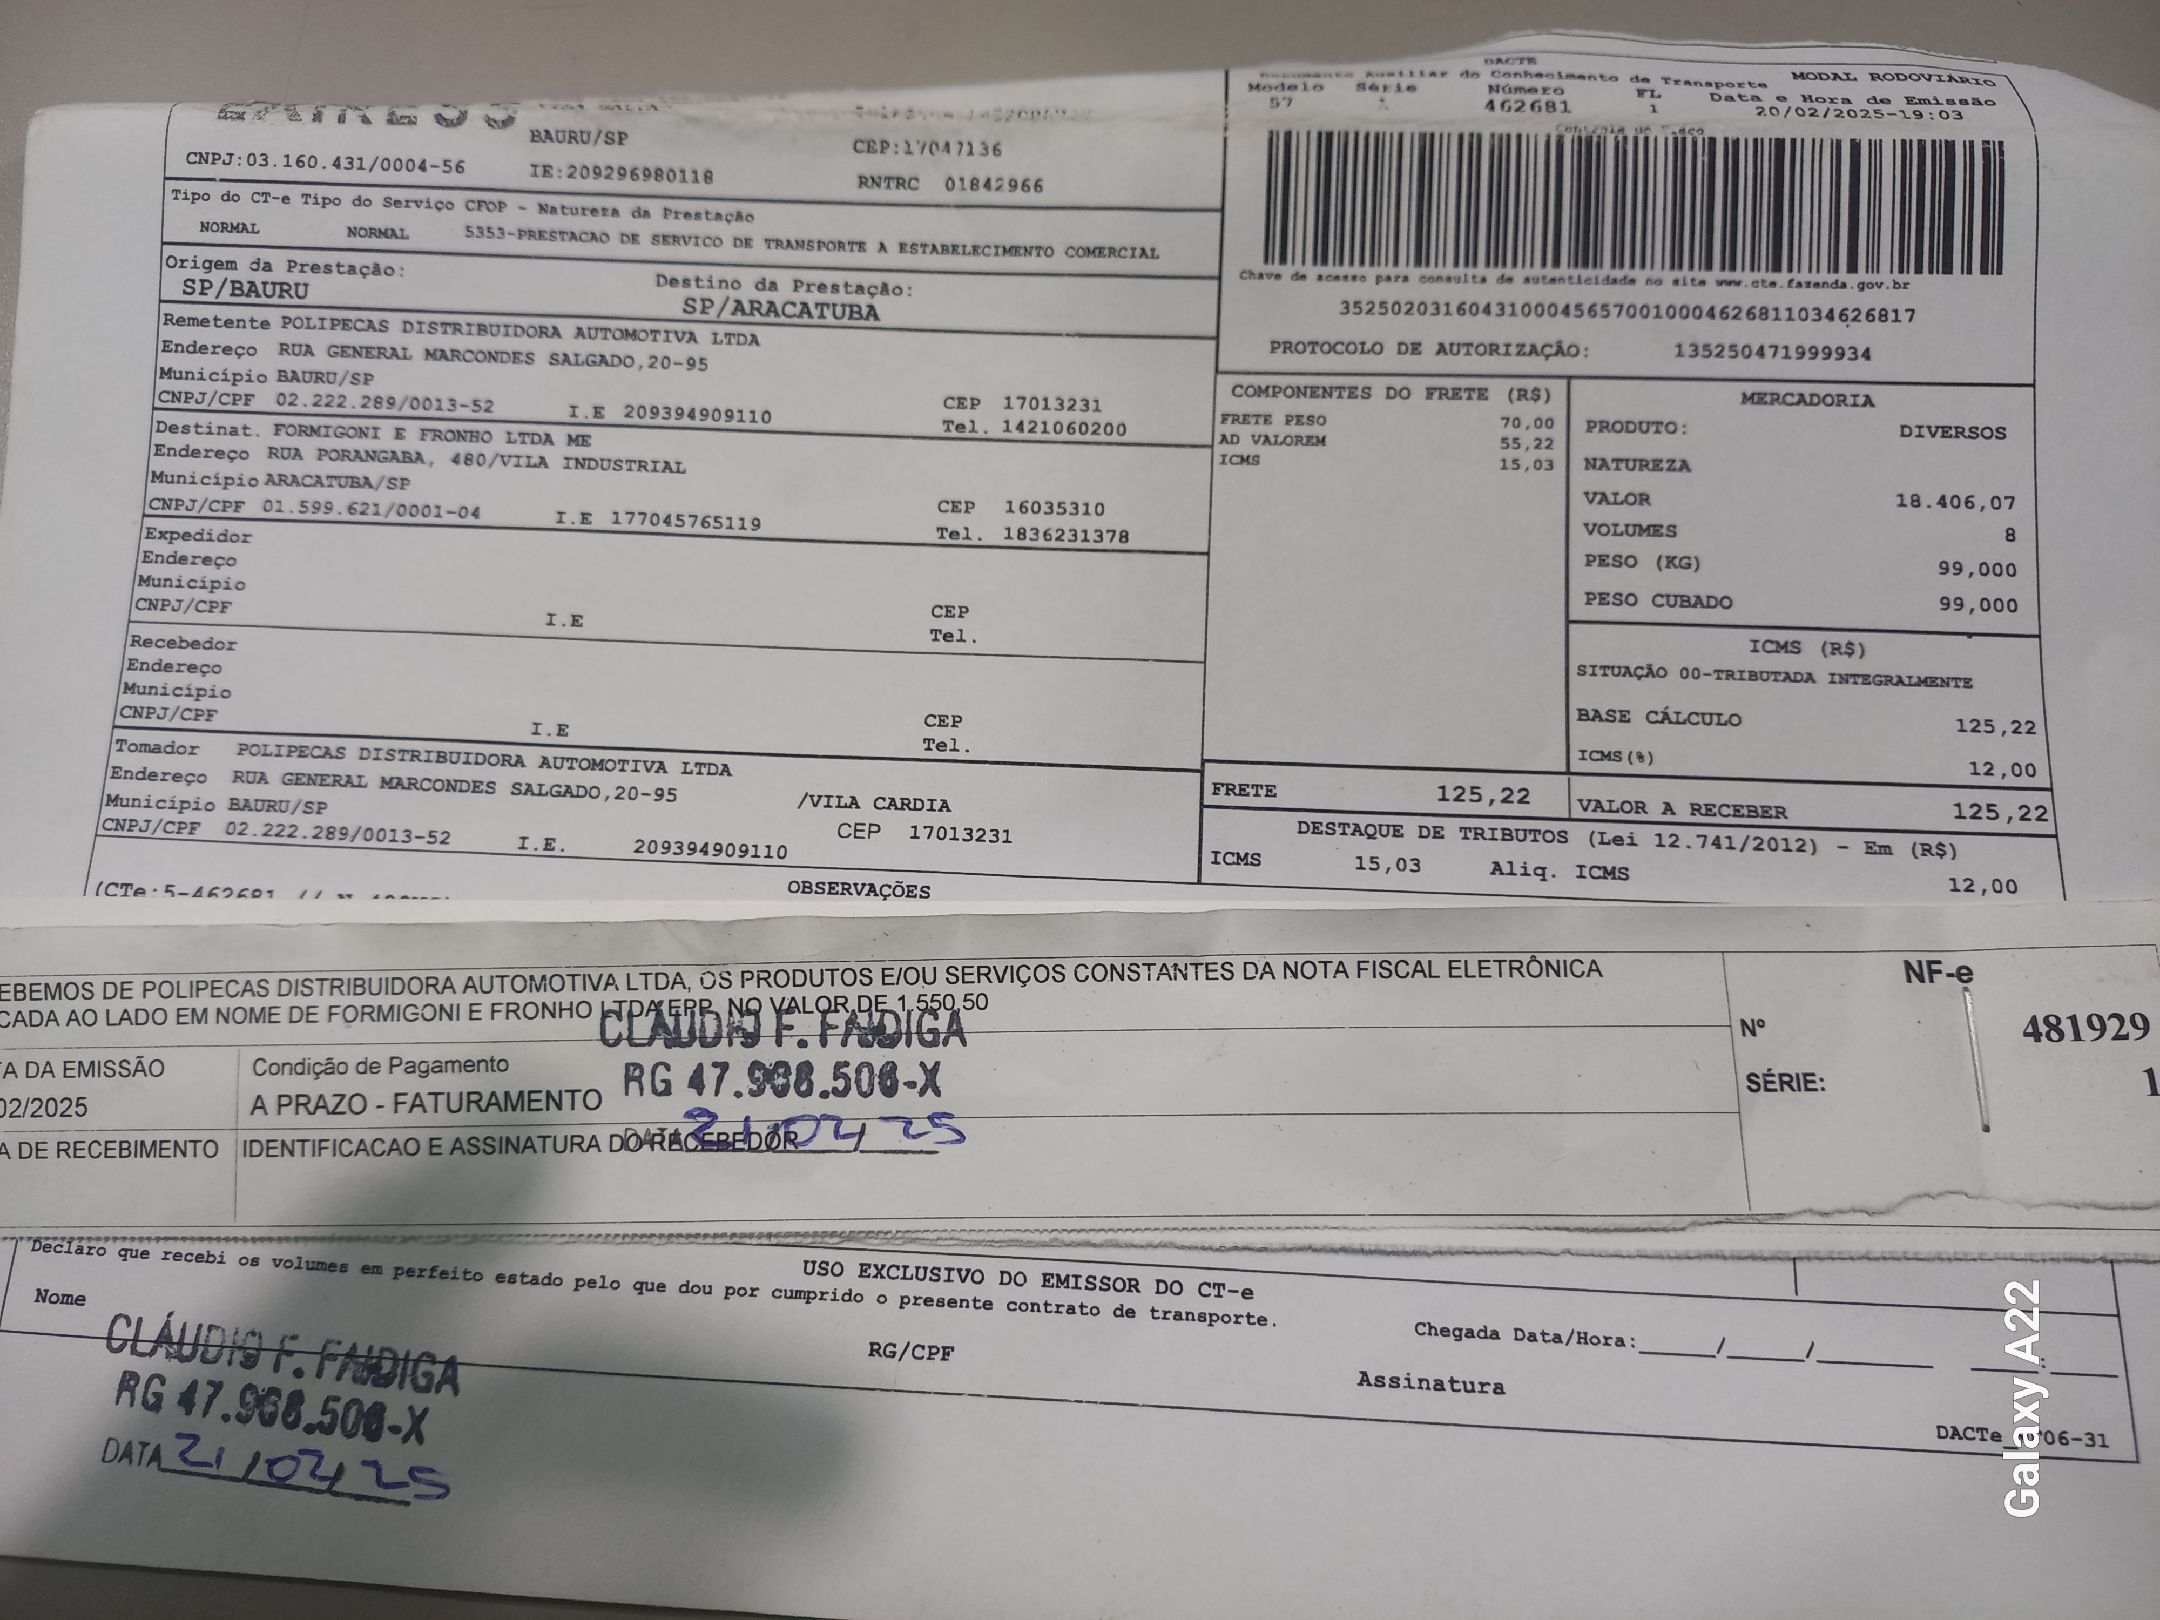 DACTE
Documento Auxiliar do Conhecimento de Transporte MODAL RODOVIÁRIO
Modelo Série Número FL Data e Hora de Emissão
57 1 462681 1 20/02/2025-19:03
Controle do Fisco
BAURU/SP CEP:17047136
CNPJ:03.160.431/0004-56 IE:209296980118 RNTRC 01842966
Tipo do CT-e Tipo do Serviço CFOP - Natureza da Prestação
NORMAL NORMAL 5353-PRESTACAO DE SERVICO DE TRANSPORTE A ESTABELECIMENTO COMERCIAL
Origem da Prestação: Destino da Prestação:
SP/BAURU SP/ARACATUBA
Chave de acesso para consulta de autenticidade no site www.cte.fazenda.gov.br
35250203160431000456570010004626811034626817
PROTOCOLO DE AUTORIZAÇÃO: 135250471999934
Remetente POLIPECAS DISTRIBUIDORA AUTOMOTIVA LTDA
Endereço RUA GENERAL MARCONDES SALGADO,20-95
Município BAURU/SP CEP 17013231
CNPJ/CPF 02.222.289/0013-52 I.E 209394909110 Tel. 1421060200
Destinat. FORMIGONI E FRONHO LTDA ME
Endereço RUA PORANGABA, 480/VILA INDUSTRIAL
Município ARACATUBA/SP CEP 16035310
CNPJ/CPF 01.599.621/0001-04 I.E 177045765119 Tel. 1836231378
Expedidor
Endereço
Município CEP
CNPJ/CPF I.E Tel.
Recebedor
Endereço
Município CEP
CNPJ/CPF I.E Tel.
Tomador POLIPECAS DISTRIBUIDORA AUTOMOTIVA LTDA
Endereço RUA GENERAL MARCONDES SALGADO,20-95 /VILA CARDIA
Município BAURU/SP CEP 17013231
CNPJ/CPF 02.222.289/0013-52 I.E. 209394909110
COMPONENTES DO FRETE (R$)
FRETE PESO 70,00
AD VALOREM 55,22
ICMS 15,03
MERCADORIA
PRODUTO: DIVERSOS
NATUREZA
VALOR 18.406,07
VOLUMES 8
PESO (KG) 99,000
PESO CUBADO 99,000
ICMS (R$)
SITUAÇÃO 00-TRIBUTADA INTEGRALMENTE
BASE CÁLCULO 125,22
ICMS(%) 12,00
FRETE 125,22 VALOR A RECEBER 125,22
DESTAQUE DE TRIBUTOS (Lei 12.741/2012) - Em (R$)
ICMS 15,03 Aliq. ICMS 12,00
OBSERVAÇÕES
(CTe:5-462681 //
EBEMOS DE POLIPECAS DISTRIBUIDORA AUTOMOTIVA LTDA, OS PRODUTOS E/OU SERVIÇOS CONSTANTES DA NOTA FISCAL ELETRÔNICA
CADA AO LADO EM NOME DE FORMIGONI E FRONHO LTDA EPP, NO VALOR DE 1.550,50
NF-e
Nº 481929
SÉRIE: 1
A DA EMISSÃO Condição de Pagamento
02/2025 A PRAZO - FATURAMENTO
A DE RECEBIMENTO IDENTIFICACAO E ASSINATURA DO RECEBEDOR
CLÁUDIO F. FAIDIGA
RG 47.968.506-X
DATA 21/02/25
USO EXCLUSIVO DO EMISSOR DO CT-e
Declaro que recebi os volumes em perfeito estado pelo que dou por cumprido o presente contrato de transporte.
Nome RG/CPF Chegada Data/Hora:_____/_____/_______ ____:____
Assinatura
CLÁUDIO F. FAIDIGA
RG 47.968.506-X
DATA 21/02/25
Galaxy A22